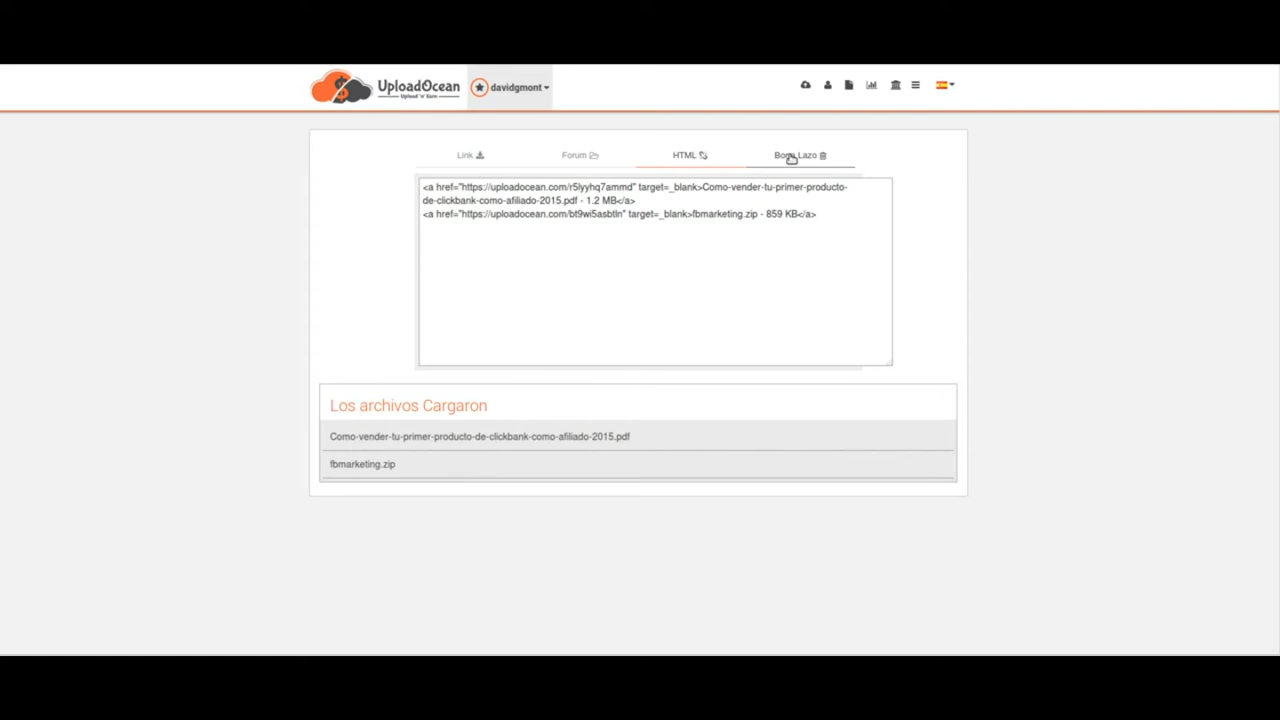 UploadOcean
Upload 'n' Earn
davidgmont
Link
Forum
HTML
Borra Lazo
<a href="https://uploadocean.com/r5lyyhq7ammd" target=_blank>Como-vender-tu-primer-producto-
de-clickbank-como-afiliado-2015.pdf - 1.2 MB</a>
<a href="https://uploadocean.com/bt9wi5asbtln" target=_blank>fbmarketing.zip - 859 KB</a>
Los archivos Cargaron
Como-vender-tu-primer-producto-de-clickbank-como-afiliado-2015.pdf
fbmarketing.zip